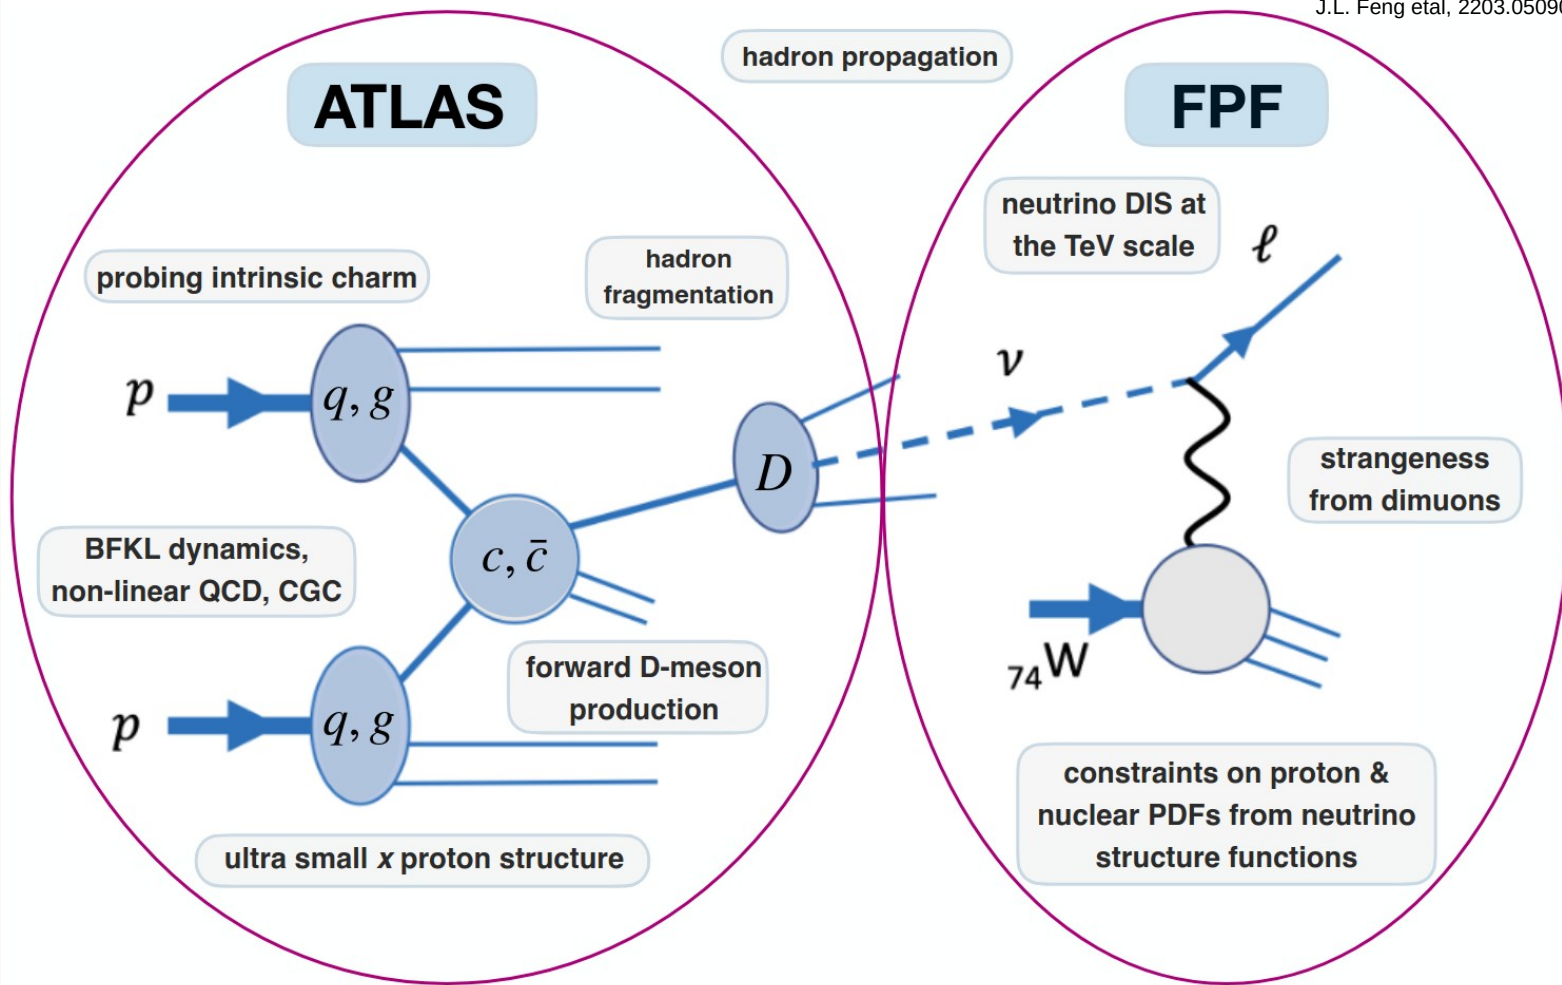 J.L. Feng etal, 2203.05090
hadron propagation
ATLAS
FPF
neutrino DIS at
the TeV scale
ℓ
probing intrinsic charm
hadron
fragmentation
p
q, g
ν
D
strangeness
from dimuons
BFKL dynamics,
non-linear QCD, CGC
c, c̄
74W
forward D-meson
production
p
q, g
constraints on proton &
nuclear PDFs from neutrino
structure functions
ultra small x proton structure